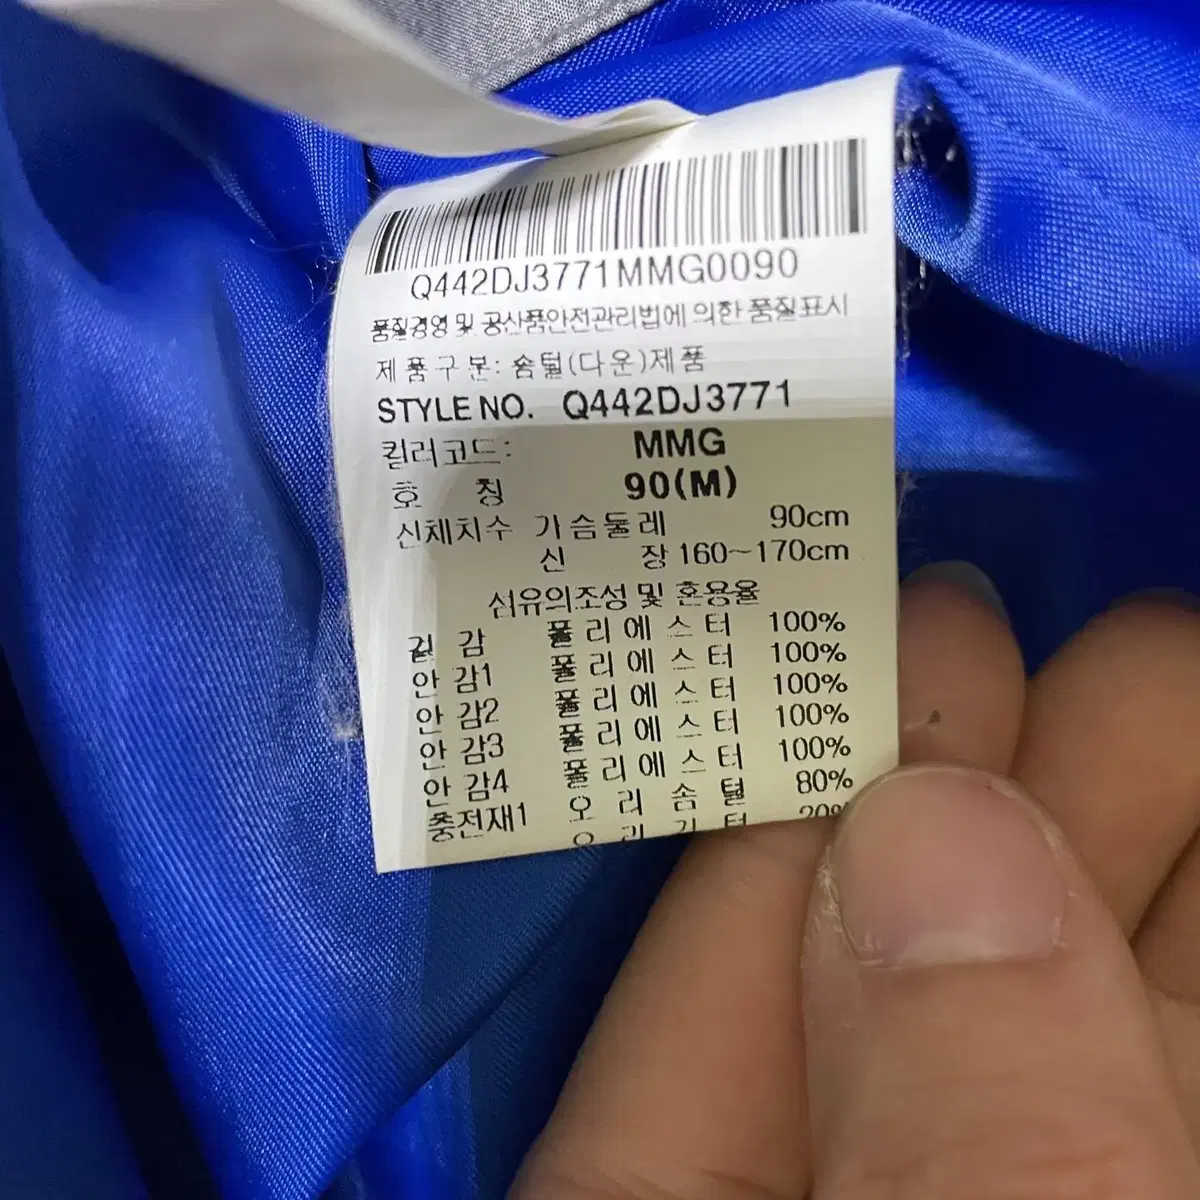 Q442DJ3771MMG0090
품질경영 및 공산품안전관리법에 의한 품질표시
제품구분: 솜털(다운)제품
STYLE NO. Q442DJ3771
컬러코드: MMG
호 칭 90(M)
신체치수 가슴둘레 90cm
신 장 160~170cm
섬유의조성 및 혼용율
겉 감 폴리에스터 100%
안 감1 폴리에스터 100%
안 감2 폴리에스터 100%
안 감3 폴리에스터 100%
안 감4 폴리에스터 100%
충전재1 오리솜털 80%
오리깃털 20%